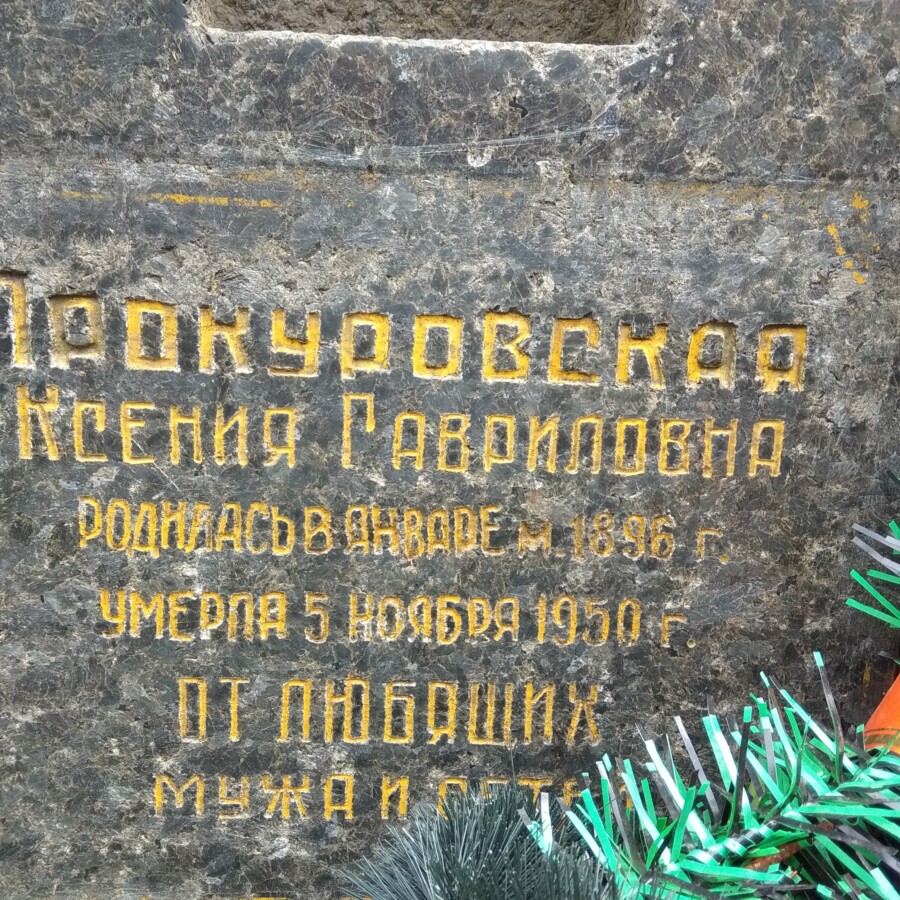 Прокуровская
Ксения Гавриловна
РОДИЛАСЬ В ЯНВАРЕ м. 1896 г.
УМЕРЛА 5 НОЯБРЯ 1950 г.
ОТ ЛЮБЯЩИХ
МУЖА И